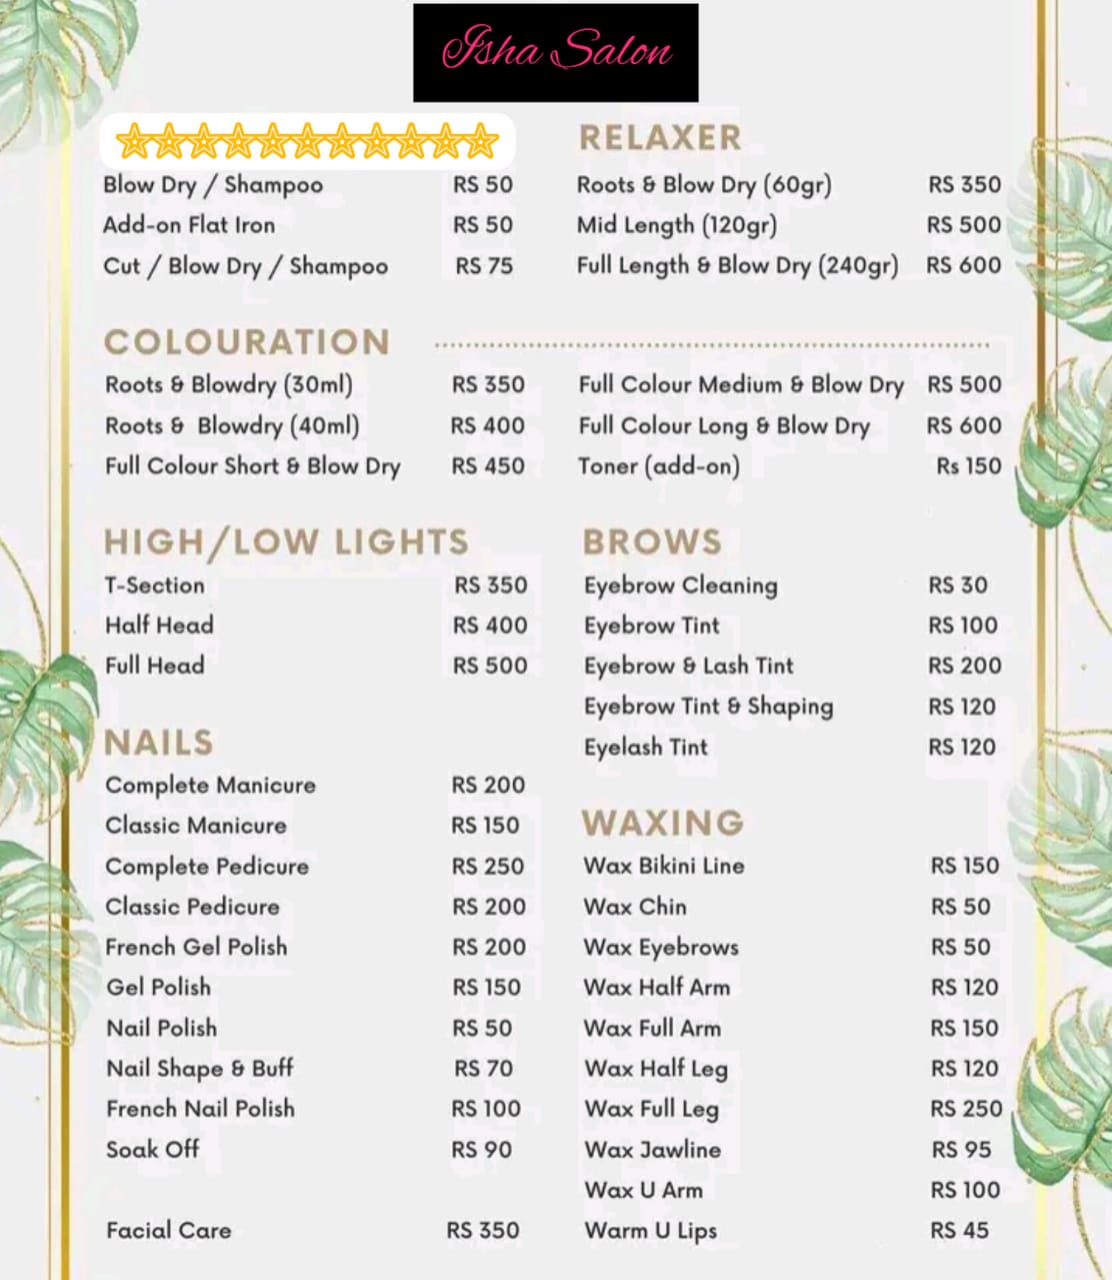 Isha Salon
Blow Dry / Shampoo RS 50
Add-on Flat Iron RS 50
Cut / Blow Dry / Shampoo RS 75
RELAXER
Roots & Blow Dry (60gr) RS 350
Mid Length (120gr) RS 500
Full Length & Blow Dry (240gr) RS 600
COLOURATION
Roots & Blowdry (30ml) RS 350
Roots & Blowdry (40ml) RS 400
Full Colour Short & Blow Dry RS 450
Full Colour Medium & Blow Dry RS 500
Full Colour Long & Blow Dry RS 600
Toner (add-on) Rs 150
HIGH/LOW LIGHTS
T-Section RS 350
Half Head RS 400
Full Head RS 500
NAILS
Complete Manicure RS 200
Classic Manicure RS 150
Complete Pedicure RS 250
Classic Pedicure RS 200
French Gel Polish RS 200
Gel Polish RS 150
Nail Polish RS 50
Nail Shape & Buff RS 70
French Nail Polish RS 100
Soak Off RS 90
Facial Care RS 350
BROWS
Eyebrow Cleaning RS 30
Eyebrow Tint RS 100
Eyebrow & Lash Tint RS 200
Eyebrow Tint & Shaping RS 120
Eyelash Tint RS 120
WAXING
Wax Bikini Line RS 150
Wax Chin RS 50
Wax Eyebrows RS 50
Wax Half Arm RS 120
Wax Full Arm RS 150
Wax Half Leg RS 120
Wax Full Leg RS 250
Wax Jawline RS 95
Wax U Arm RS 100
Warm U Lips RS 45